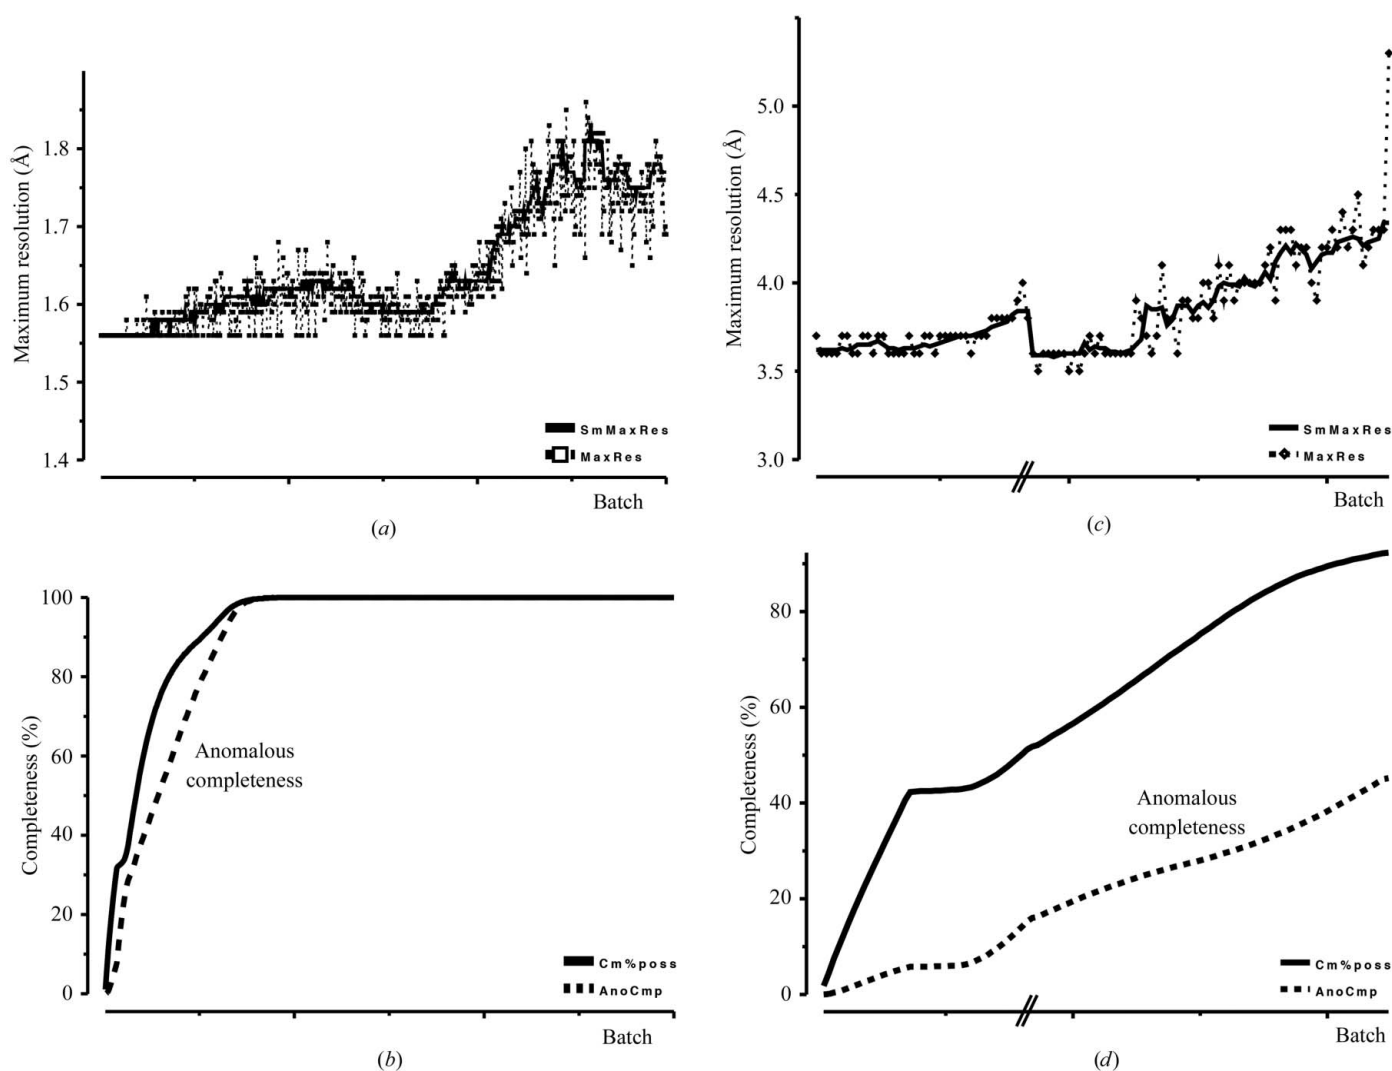 Maximum resolution (Å)
1.8
1.7
1.6
1.5
1.4
SmMaxRes
MaxRes
Batch
(a)
Maximum resolution (Å)
5.0
4.5
4.0
3.5
3.0
SmMaxRes
MaxRes
Batch
(c)
Completeness (%)
100
80
60
40
20
0
Anomalous
completeness
Cm%poss
AnoCmp
Batch
(b)
Completeness (%)
80
60
40
20
0
Anomalous
completeness
Cm%poss
AnoCmp
Batch
(d)